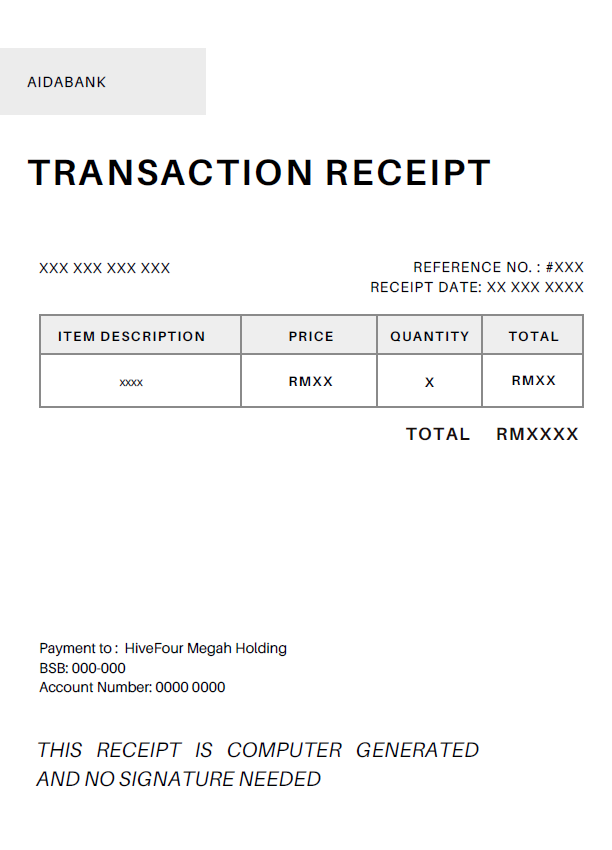 AIDABANK
TRANSACTION RECEIPT
XXX XXX XXX XXX
REFERENCE NO. : #XXX
RECEIPT DATE: XX XXX XXXX
ITEM DESCRIPTION PRICE QUANTITY TOTAL
xxxx RMXX X RMXX
TOTAL RMXXXX
Payment to : HiveFour Megah Holding
BSB: 000-000
Account Number: 0000 0000
THIS RECEIPT IS COMPUTER GENERATED
AND NO SIGNATURE NEEDED